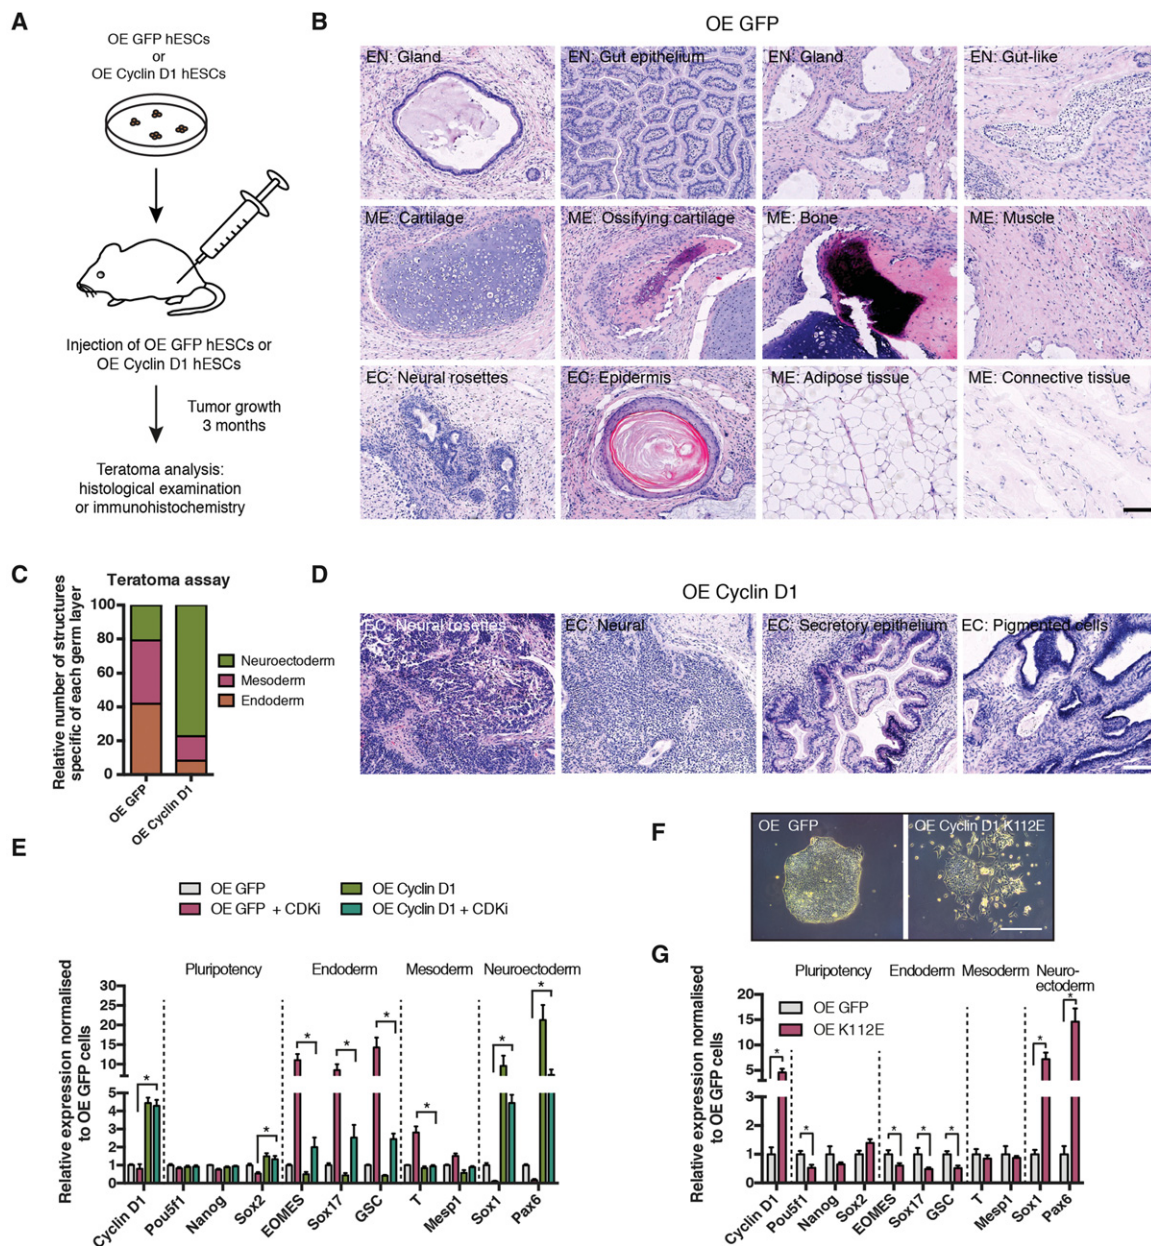 A
OE GFP hESCs
or
OE Cyclin D1 hESCs
Injection of OE GFP hESCs or
OE Cyclin D1 hESCs
Tumor growth
3 months
Teratoma analysis:
histological examination
or immunohistochemistry
B
OE GFP
EN: Gland
EN: Gut epithelium
EN: Gland
EN: Gut-like
ME: Cartilage
ME: Ossifying cartilage
ME: Bone
ME: Muscle
EC: Neural rosettes
EC: Epidermis
ME: Adipose tissue
ME: Connective tissue
C
Teratoma assay
Relative number of structures
specific of each germ layer
100
80
60
40
20
0
OE GFP
OE Cyclin D1
Neuroectoderm
Mesoderm
Endoderm
D
OE Cyclin D1
EC: Neural rosettes
EC: Neural
EC: Secretory epithelium
EC: Pigmented cells
E
OE GFP
OE GFP + CDKi
OE Cyclin D1
OE Cyclin D1 + CDKi
Pluripotency
Endoderm
Mesoderm
Neuroectoderm
Relative expression normalised
to OE GFP cells
30
25
20
15
10
5
4
3
2
1
0
* * * * * * * *
Cyclin D1
Pou5f1
Nanog
Sox2
EOMES
Sox17
GSC
T
Mesp1
Sox1
Pax6
F
OE GFP
OE Cyclin D1 K112E
G
Pluripotency
Endoderm
Mesoderm
Neuro-
ectoderm
OE GFP
OE K112E
Relative expression normalised
to OE GFP cells
20
15
10
5
3
2
1
0
* * * * * * *
Cyclin D1
Pou5f1
Nanog
Sox2
EOMES
Sox17
GSC
T
Mesp1
Sox1
Pax6